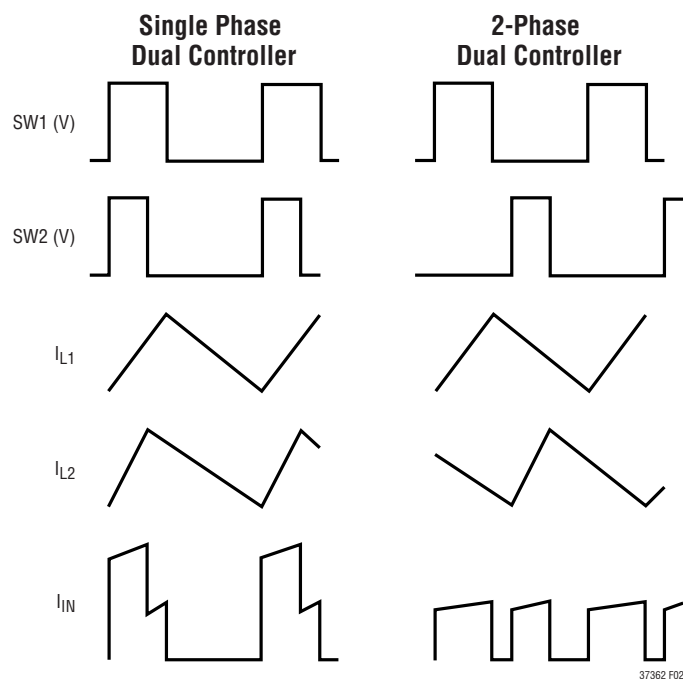 Single Phase
Dual Controller
2-Phase
Dual Controller
SW1 (V)
SW2 (V)
IL1
IL2
IIN
37362 F02